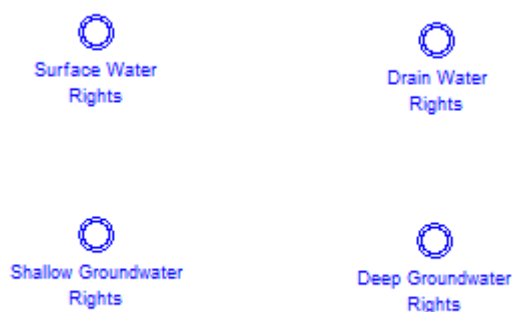 Surface Water
Rights
Drain Water
Rights
Shallow Groundwater
Rights
Deep Groundwater
Rights